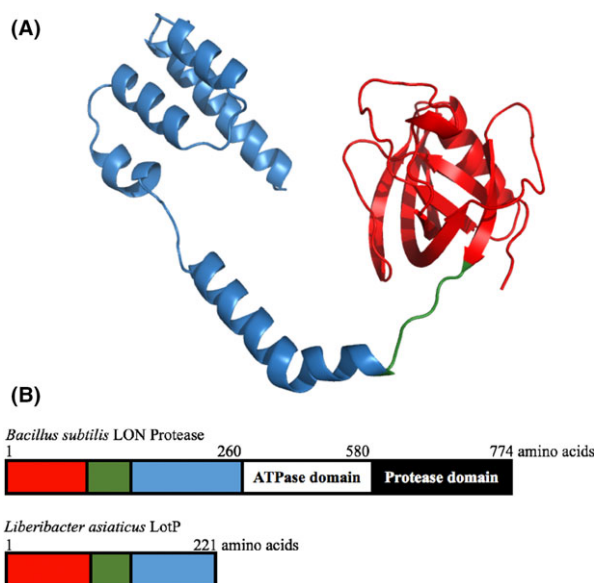 (A)
(B)
Bacillus subtilis LON Protease
1 260 580 774 amino acids
ATPase domain Protease domain
Liberibacter asiaticus LotP
1 221 amino acids